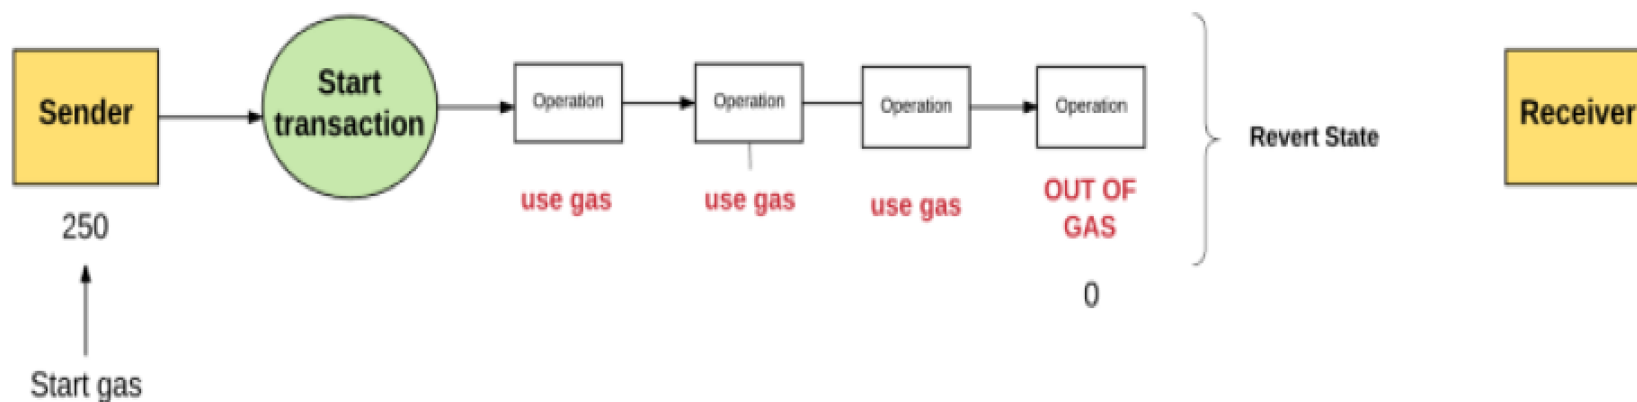 Sender
Start
transaction
Operation
Operation
Operation
Operation
Revert State
Receiver
use gas
use gas
use gas
OUT OF
GAS
250
0
Start gas